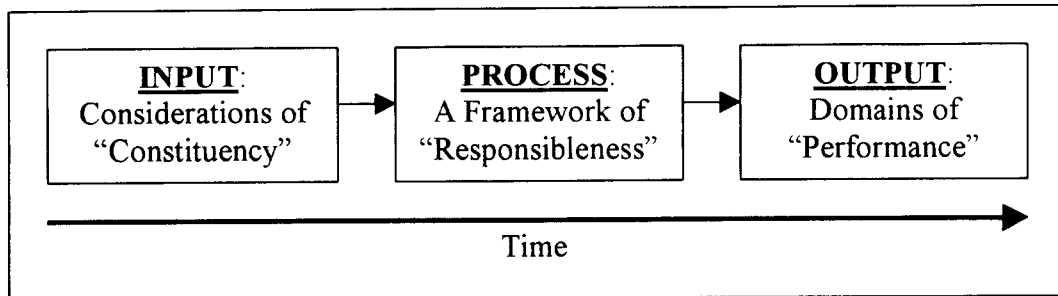 INPUT:
Considerations of
“Constituency”
PROCESS:
A Framework of
“Responsibleness”
OUTPUT:
Domains of
“Performance”
Time